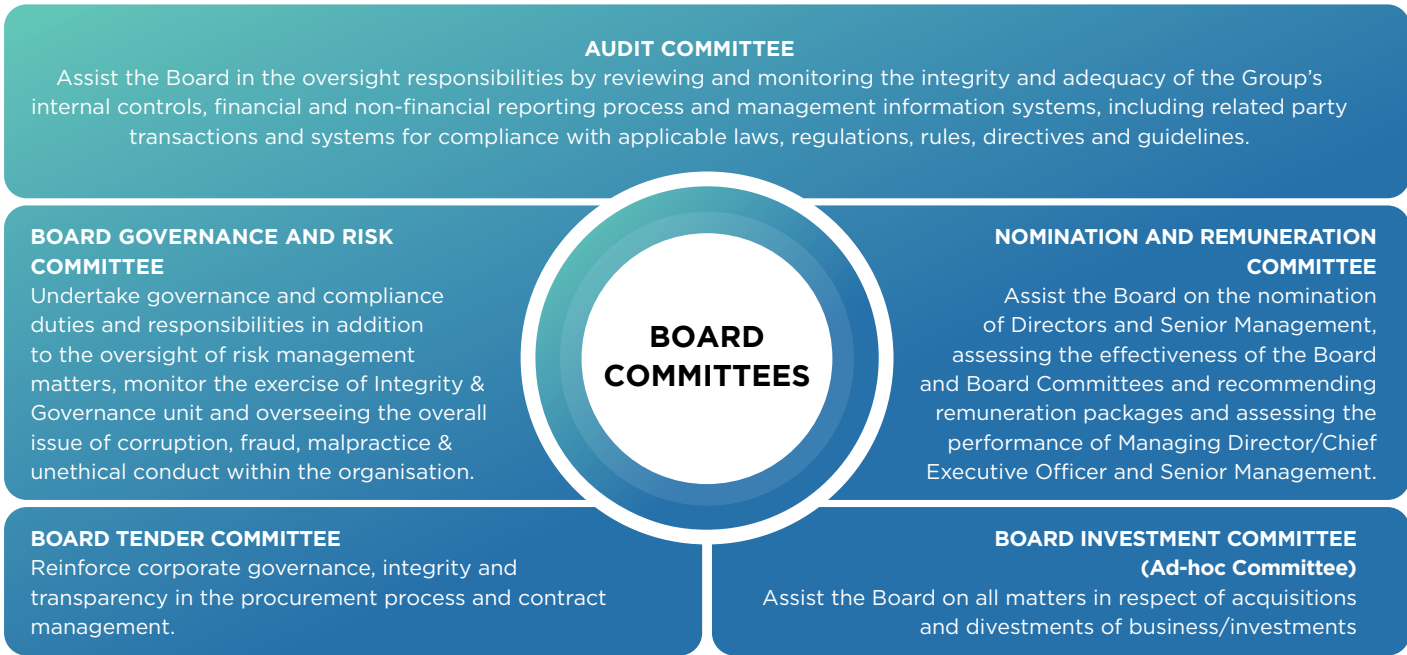 AUDIT COMMITTEE
Assist the Board in the oversight responsibilities by reviewing and monitoring the integrity and adequacy of the Group’s
internal controls, financial and non-financial reporting process and management information systems, including related party
transactions and systems for compliance with applicable laws, regulations, rules, directives and guidelines.
BOARD GOVERNANCE AND RISK
COMMITTEE
Undertake governance and compliance
duties and responsibilities in addition
to the oversight of risk management
matters, monitor the exercise of Integrity &
Governance unit and overseeing the overall
issue of corruption, fraud, malpractice &
unethical conduct within the organisation.
BOARD
COMMITTEES
NOMINATION AND REMUNERATION
COMMITTEE
Assist the Board on the nomination
of Directors and Senior Management,
assessing the effectiveness of the Board
and Board Committees and recommending
remuneration packages and assessing the
performance of Managing Director/Chief
Executive Officer and Senior Management.
BOARD TENDER COMMITTEE
Reinforce corporate governance, integrity and
transparency in the procurement process and contract
management.
BOARD INVESTMENT COMMITTEE
(Ad-hoc Committee)
Assist the Board on all matters in respect of acquisitions
and divestments of business/investments